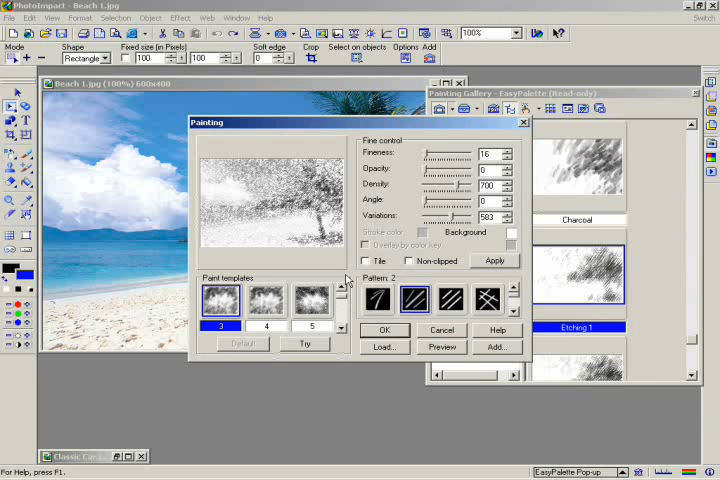 PhotoImpact - Beach 1.jpg
File Edit View Format Selection Object Effect Web Window Help Switch
100%
Mode Shape Fixed size (in Pixels) Soft edge Crop Select on objects Options Add
Rectangle 100 100 0
Beach 1.jpg (100%) 600x400
Painting Gallery - EasyPalette (Read-only)
Painting
Fine control
Fineness: 16
Opacity: 0
Density: 700
Angle: 0
Variations: 583
Stroke color Background
Overlay by color key
Tile Non-clipped Apply
Paint templates Pattern: 2
3 4 5
Default Try
OK Cancel Help
Load... Preview Add...
Charcoal
Etching 1
For Help, press F1.
EasyPalette Pop-up